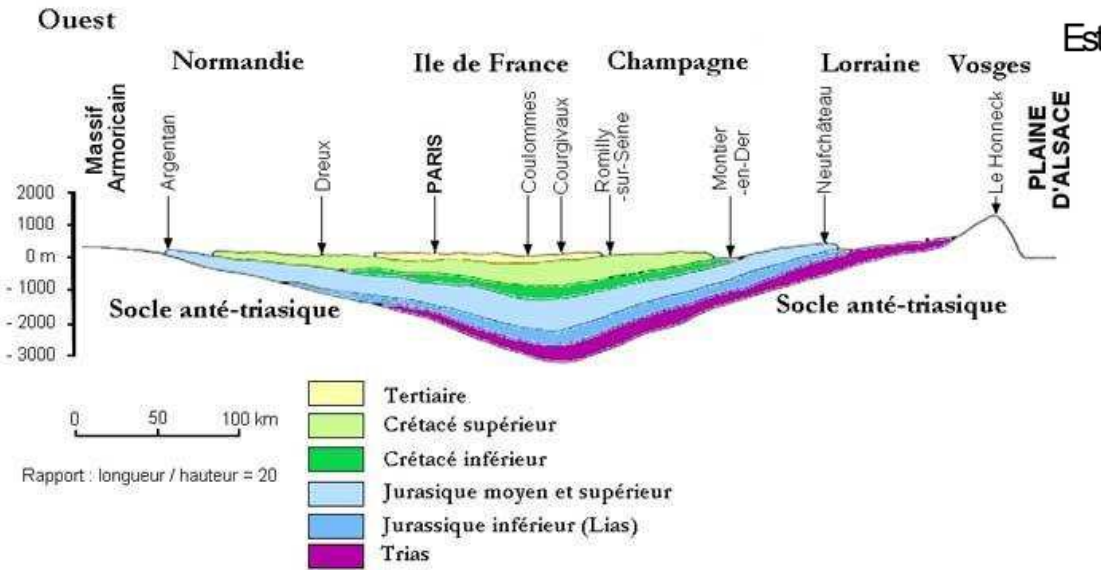 Ouest
Est
Normandie
Ile de France
Champagne
Lorraine
Vosges
Massif
Armoricain
Argentan
Dreux
PARIS
Coulommes
Courgivaux
Romilly
-sur-Seine
Montier
-en-Der
Neufchâteau
Le Honneck
PLAINE
D'ALSACE
2000
1000
0 m
- 1000
- 2000
- 3000
Socle anté-triasique
Socle anté-triasique
0 50 100 km
Rapport : longueur / hauteur = 20
Tertiaire
Crétacé supérieur
Crétacé inférieur
Jurasique moyen et supérieur
Jurassique inférieur (Lias)
Trias